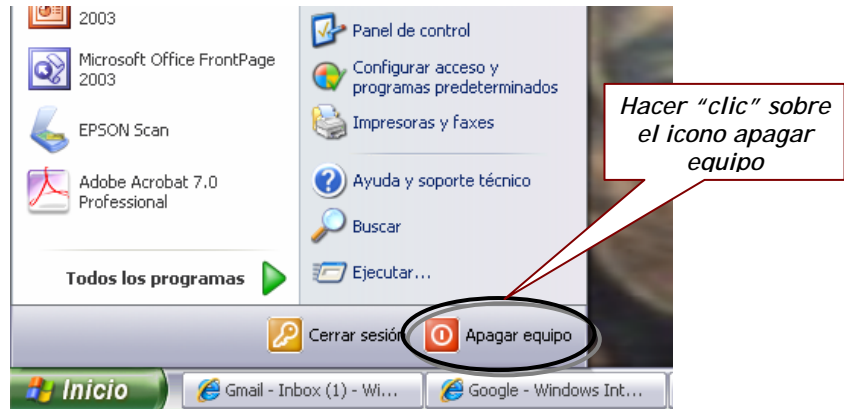 2003
Microsoft Office FrontPage
2003
EPSON Scan
Adobe Acrobat 7.0
Professional
Todos los programas
Panel de control
Configurar acceso y
programas predeterminados
Impresoras y faxes
Ayuda y soporte técnico
Buscar
Ejecutar...
Hacer “clic” sobre
el icono apagar
equipo
Cerrar sesión
Apagar equipo
Inicio
Gmail - Inbox (1) - Wi...
Google - Windows Int...